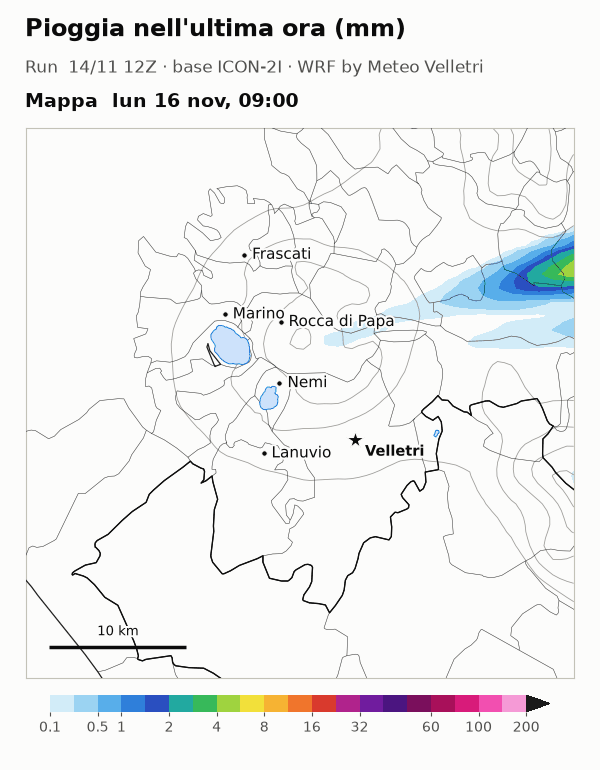 Pioggia nell'ultima ora (mm)
Run  14/11 12Z · base ICON-2I · WRF by Meteo Velletri
Mappa  lun 16 nov, 09:00
Frascati
Marino
Rocca di Papa
Nemi
Velletri
Lanuvio
10 km
0.1 0.5 1 2 4 8 16 32 60 100 200